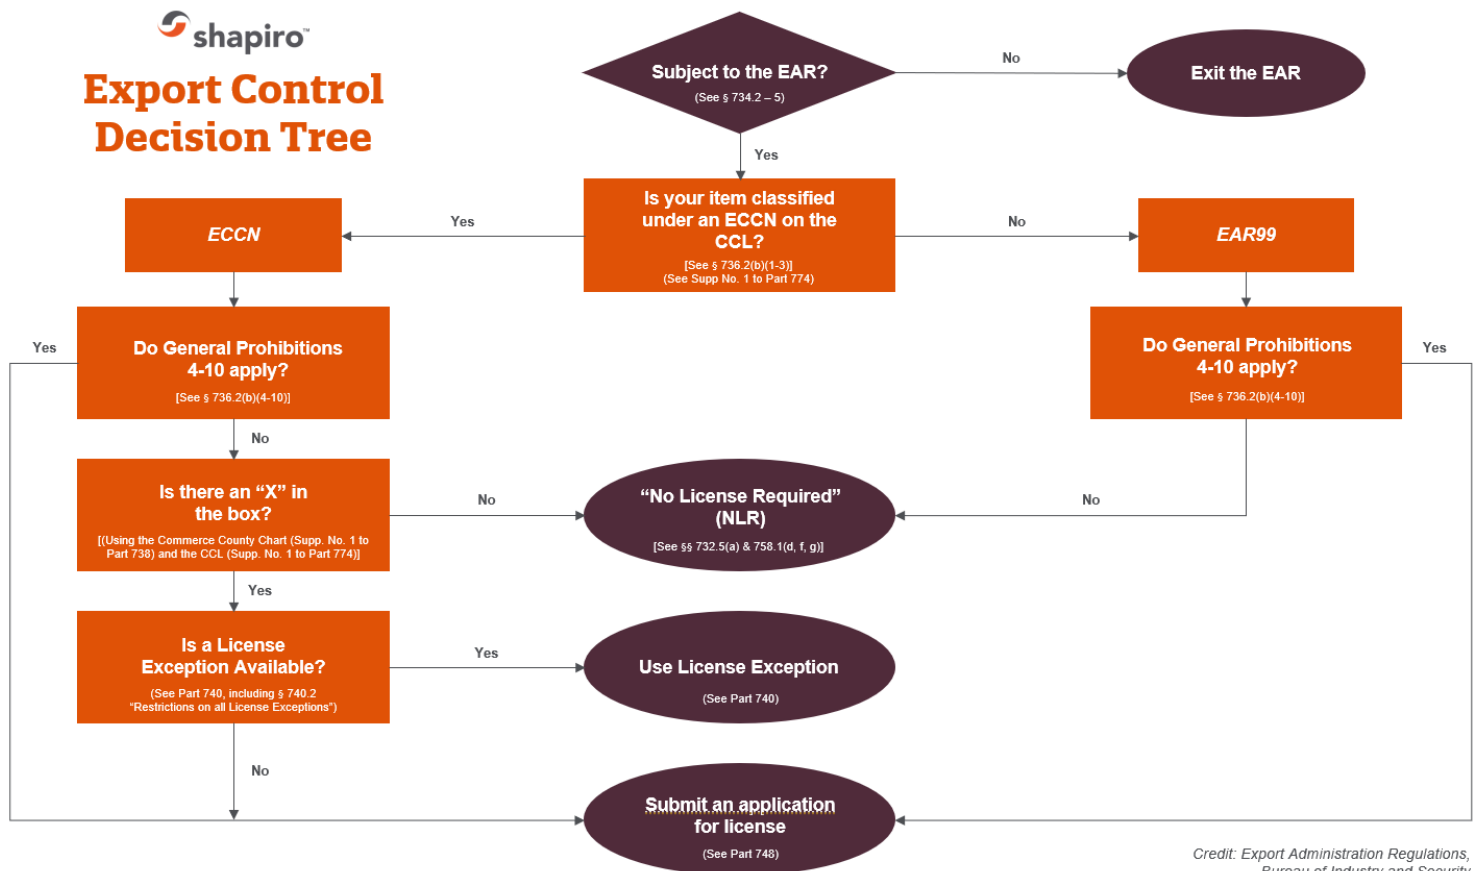 shapiro™
Export Control
Decision Tree
Subject to the EAR?
(See § 734.2 – 5)
No
Exit the EAR
Yes
Is your item classified
under an ECCN on the
CCL?
[See § 736.2(b)(1-3)]
(See Supp No. 1 to Part 774)
Yes
ECCN
No
EAR99
Do General Prohibitions
4-10 apply?
[See § 736.2(b)(4-10)]
Yes
Do General Prohibitions
4-10 apply?
[See § 736.2(b)(4-10)]
Yes
No
Is there an “X” in
the box?
[(Using the Commerce County Chart (Supp. No. 1 to
Part 738) and the CCL (Supp. No. 1 to Part 774)]
No
“No License Required”
(NLR)
[See §§ 732.5(a) & 758.1(d, f, g)]
No
Yes
Is a License
Exception Available?
(See Part 740, including § 740.2
“Restrictions on all License Exceptions”)
Yes
Use License Exception
(See Part 740)
No
Submit an application
for license
(See Part 748)
Credit: Export Administration Regulations,
Bureau of Industry and Security